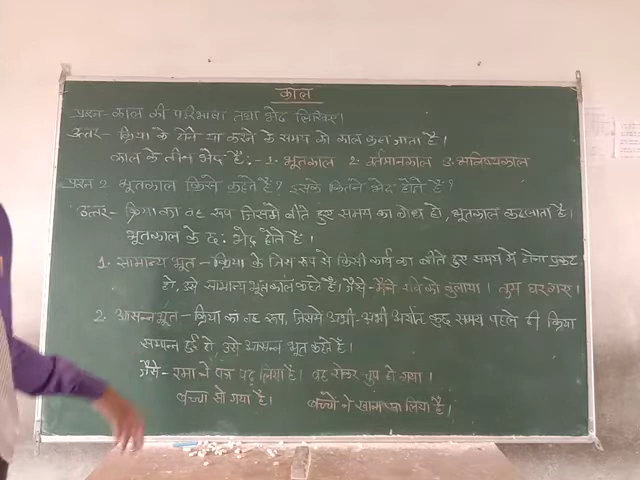 काल
प्रश्न- काल की परिभाषा तथा भेद लिखिए।
उत्तर- क्रिया के होने या करने के समय को काल कहा जाता है।
काल के तीन भेद है:- 1. भूतकाल 2. वर्तमानकाल 3. भविष्यकाल
प्रश्न 2 भूतकाल किसे कहते है? इसके कितने भेद होते है?
उत्तर- क्रिया का वह रूप जिसमे बीते हुए समय का बोध हो, भूतकाल कहलाता है।
भूतकाल के छ: भेद होते है।
1. सामान्य भूत - क्रिया के जिस रूप से किसी कार्य का बीते हुए समय में होना प्रकट
हो, उसे सामान्य भूतकाल कहते है। जैसे - मैंने को बुलाया। तुम घर गए।
2. आसन्न भूत - क्रिया का वह रूप, जिसमे अभी-अभी अर्थात कुछ समय पहले ही क्रिया
समाप्त हुई हो, उसे आसन्न भूत कहते है।
जैसे - रमा ने पत्र पढ़ लिया है। वह रोकर चुप हो गया।
बच्चा सो गया है। बच्चो ने खाना खा लिया है।